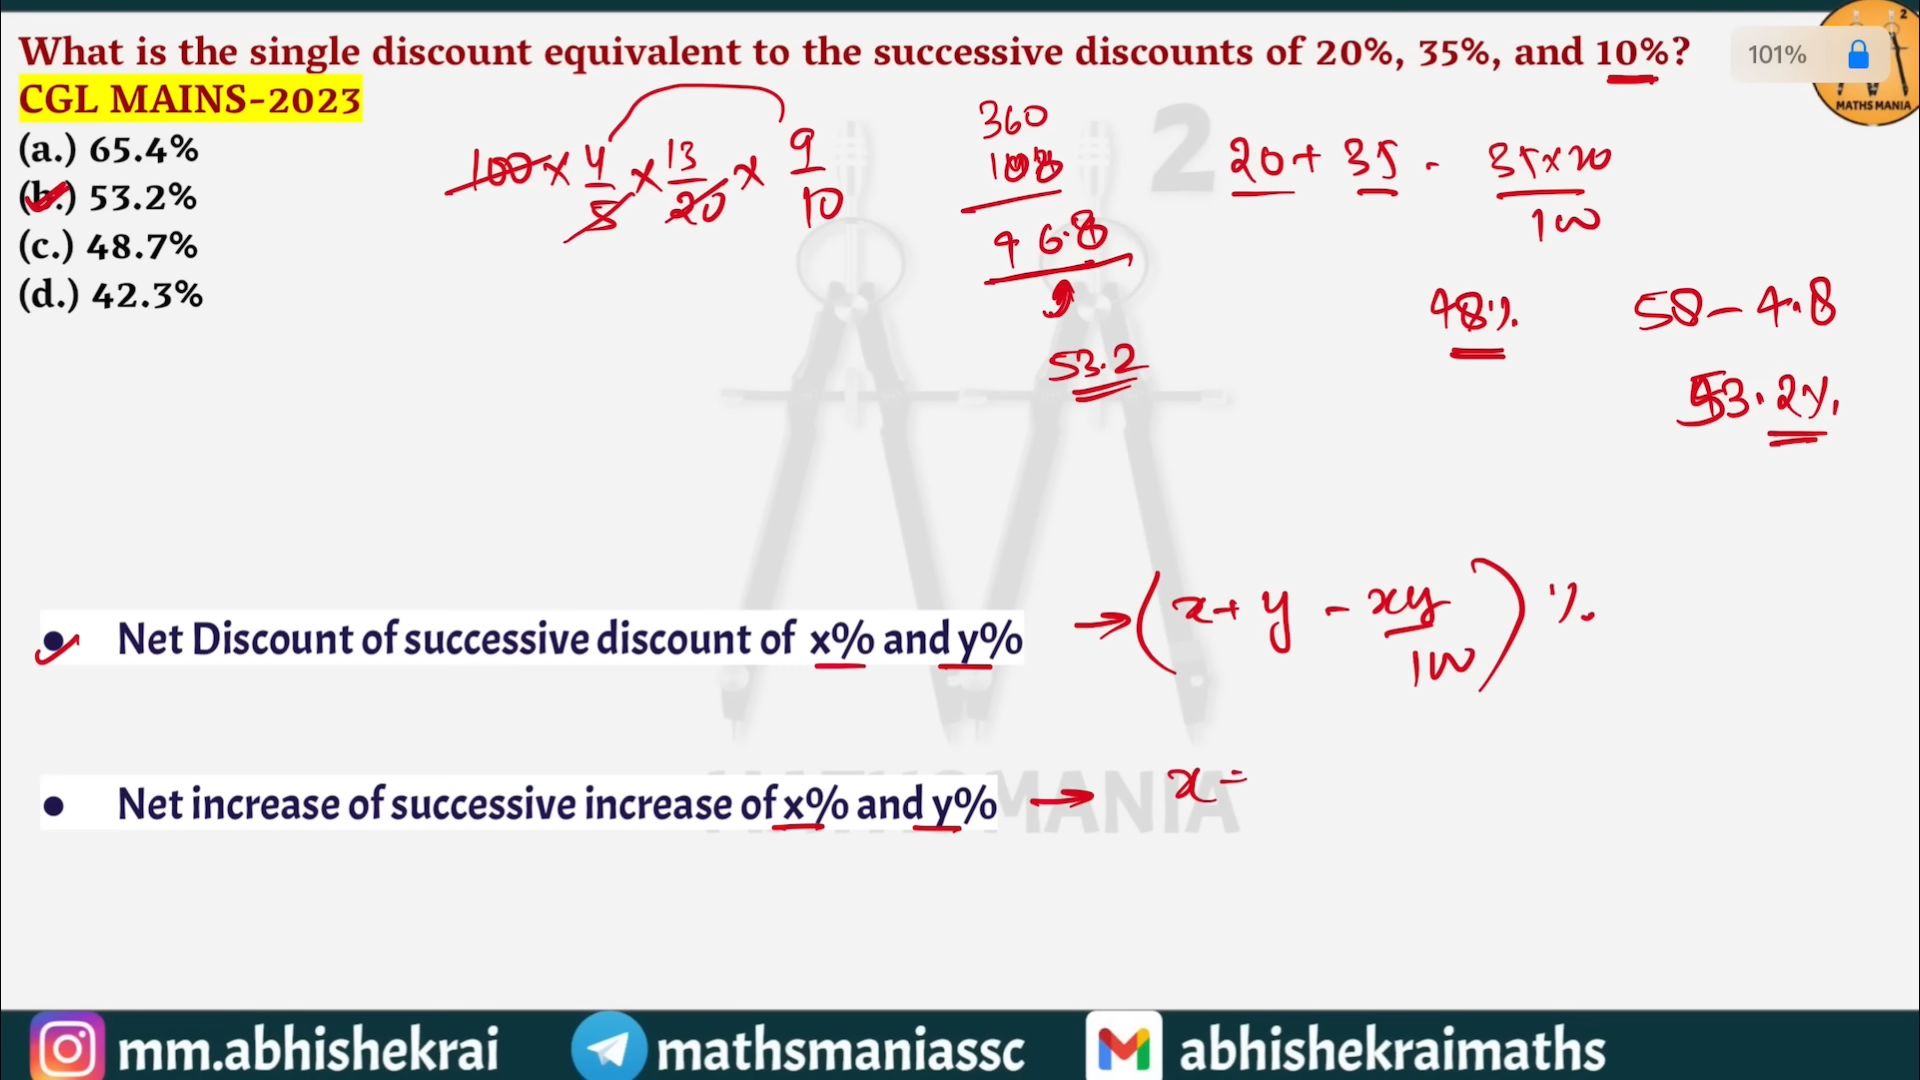 What is the single discount equivalent to the successive discounts of 20%, 35%, and 10%?
101%
MATHS MANIA
CGL MAINS-2023
(a.) 65.4%
(b.) 53.2%
(c.) 48.7%
(d.) 42.3%
100 × 4/5 × 13/20 × 9/10
360
108
46.8
53.2
20 + 35 - 35×20/100
48%
58 - 4.8
53.2%
2
• Net Discount of successive discount of x% and y% → (x + y - xy/100) %
• Net increase of successive increase of x% and y% → x =
MATHS MANIA
mm.abhishekrai
mathsmaniassc
abhishekraimaths